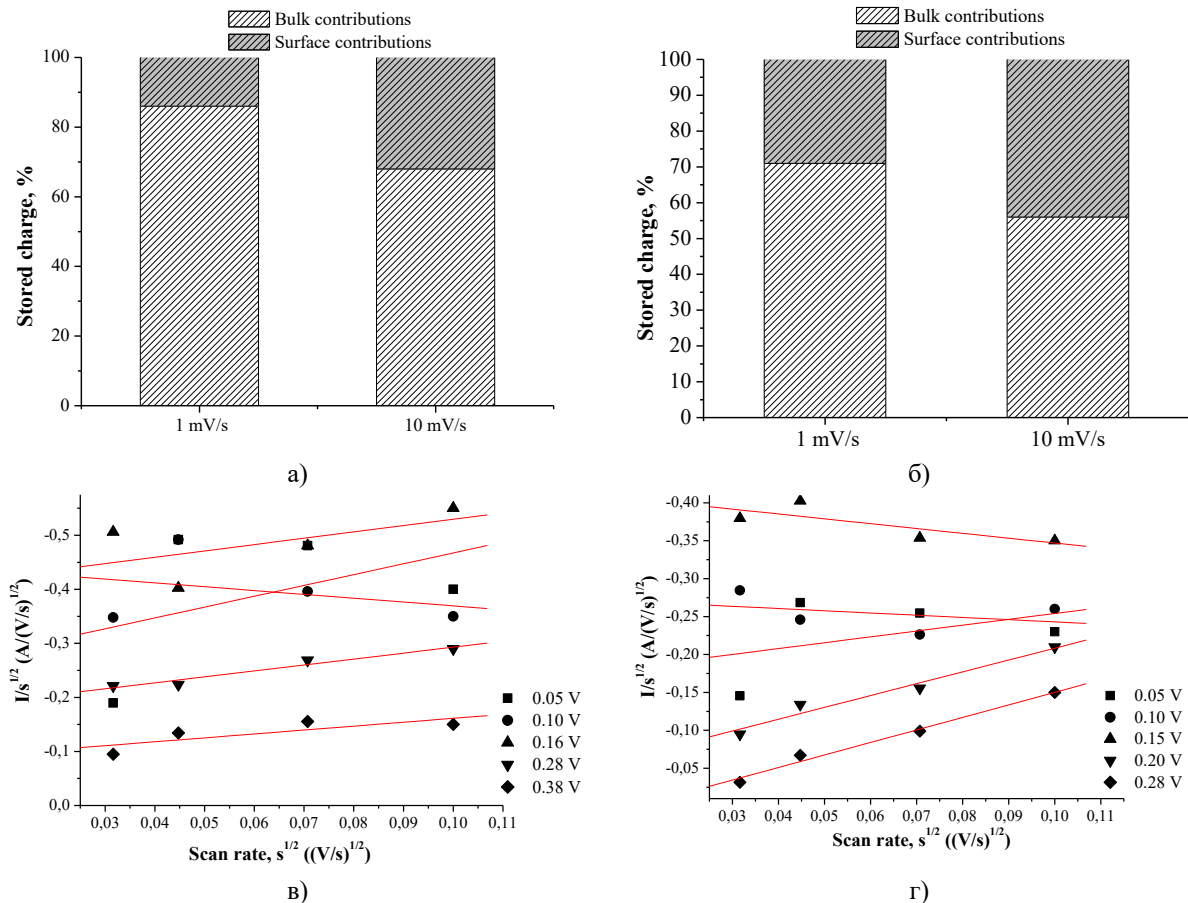 Bulk contributions
Surface contributions
100
80
60
40
20
0
Stored charge, %
1 mV/s
10 mV/s
а)
Bulk contributions
Surface contributions
100
90
80
70
60
50
40
30
20
10
0
Stored charge, %
1 mV/s
10 mV/s
б)
-0,5
-0,4
-0,3
-0,2
-0,1
0,0
I/s^1/2 (A/(V/s)^1/2)
0.05 V
0.10 V
0.16 V
0.28 V
0.38 V
0,03 0,04 0,05 0,06 0,07 0,08 0,09 0,10 0,11
Scan rate, s^1/2 ((V/s)^1/2)
в)
-0,40
-0,35
-0,30
-0,25
-0,20
-0,15
-0,10
-0,05
I/s^1/2 (A/(V/s)^1/2)
0.05 V
0.10 V
0.15 V
0.20 V
0.28 V
0,03 0,04 0,05 0,06 0,07 0,08 0,09 0,10 0,11
Scan rate, s^1/2 ((V/s)^1/2)
г)